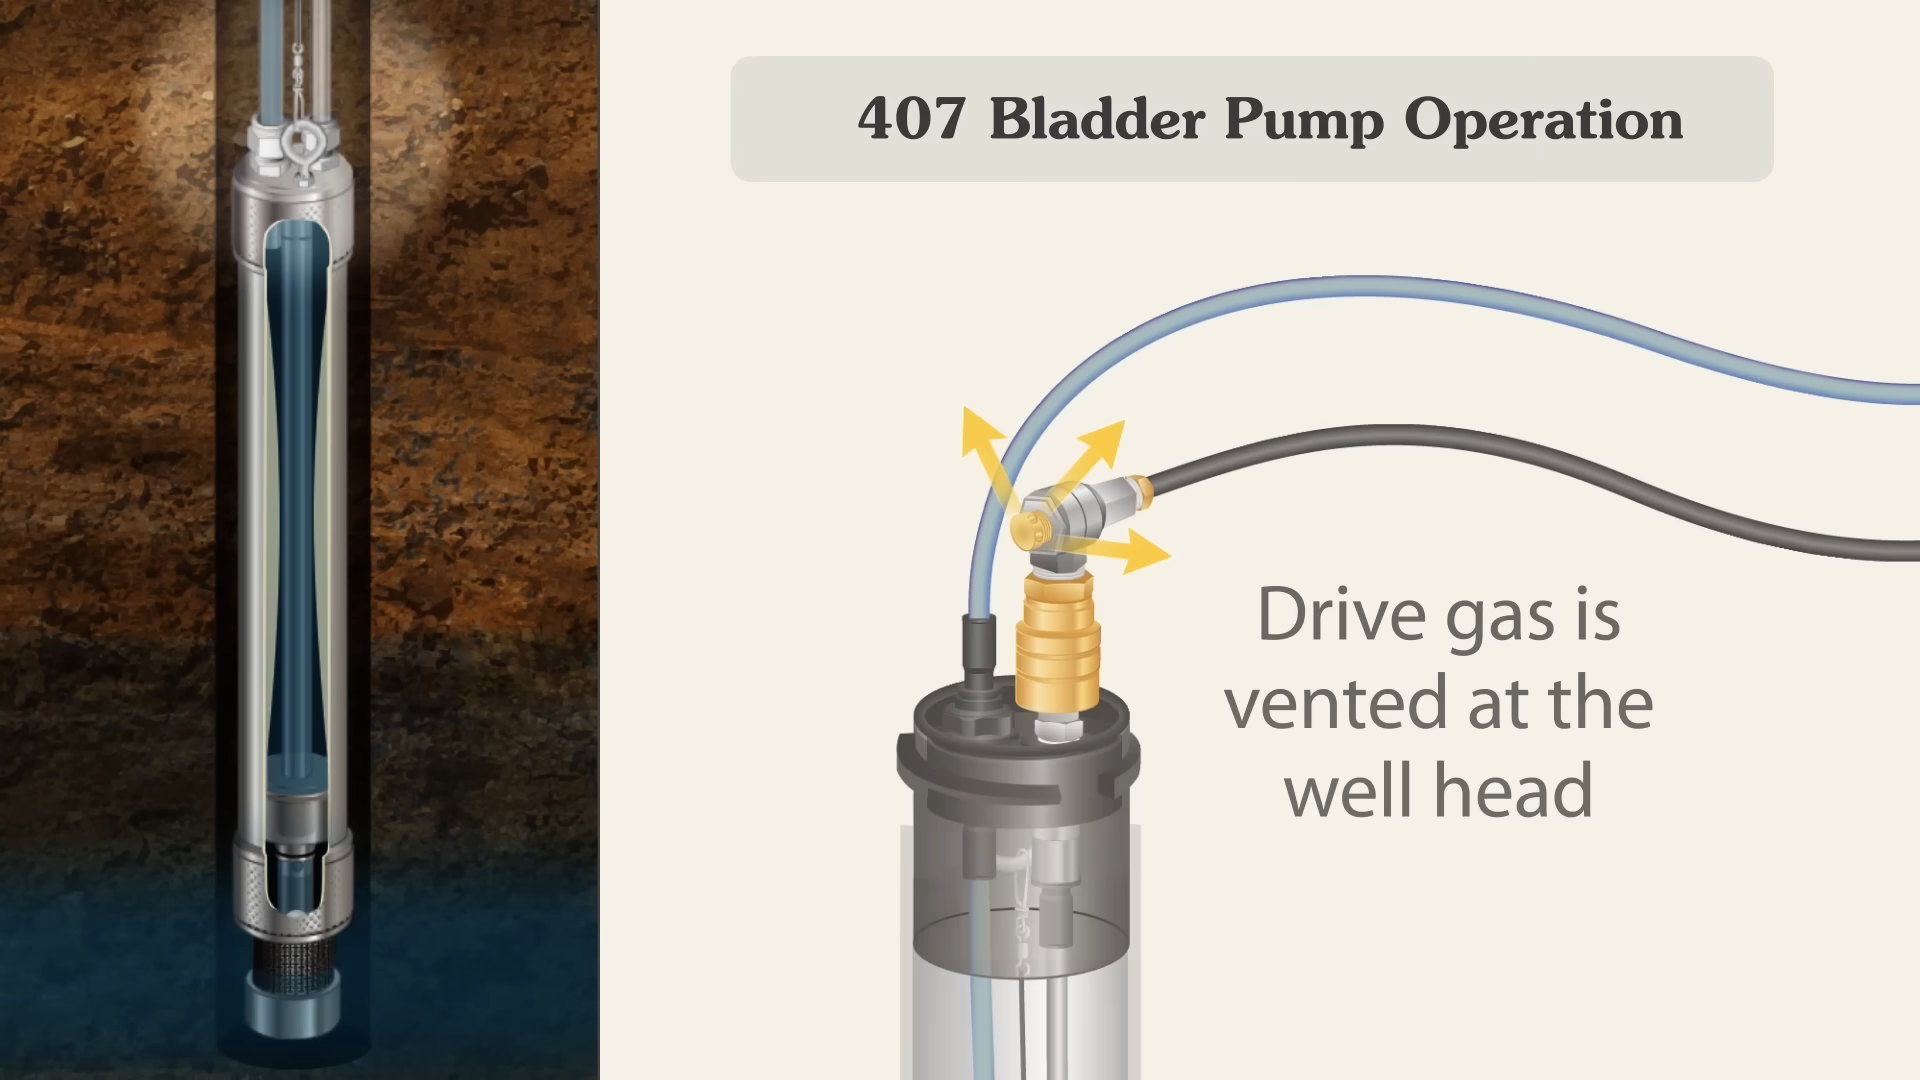 407 Bladder Pump Operation
Drive gas is
vented at the
well head